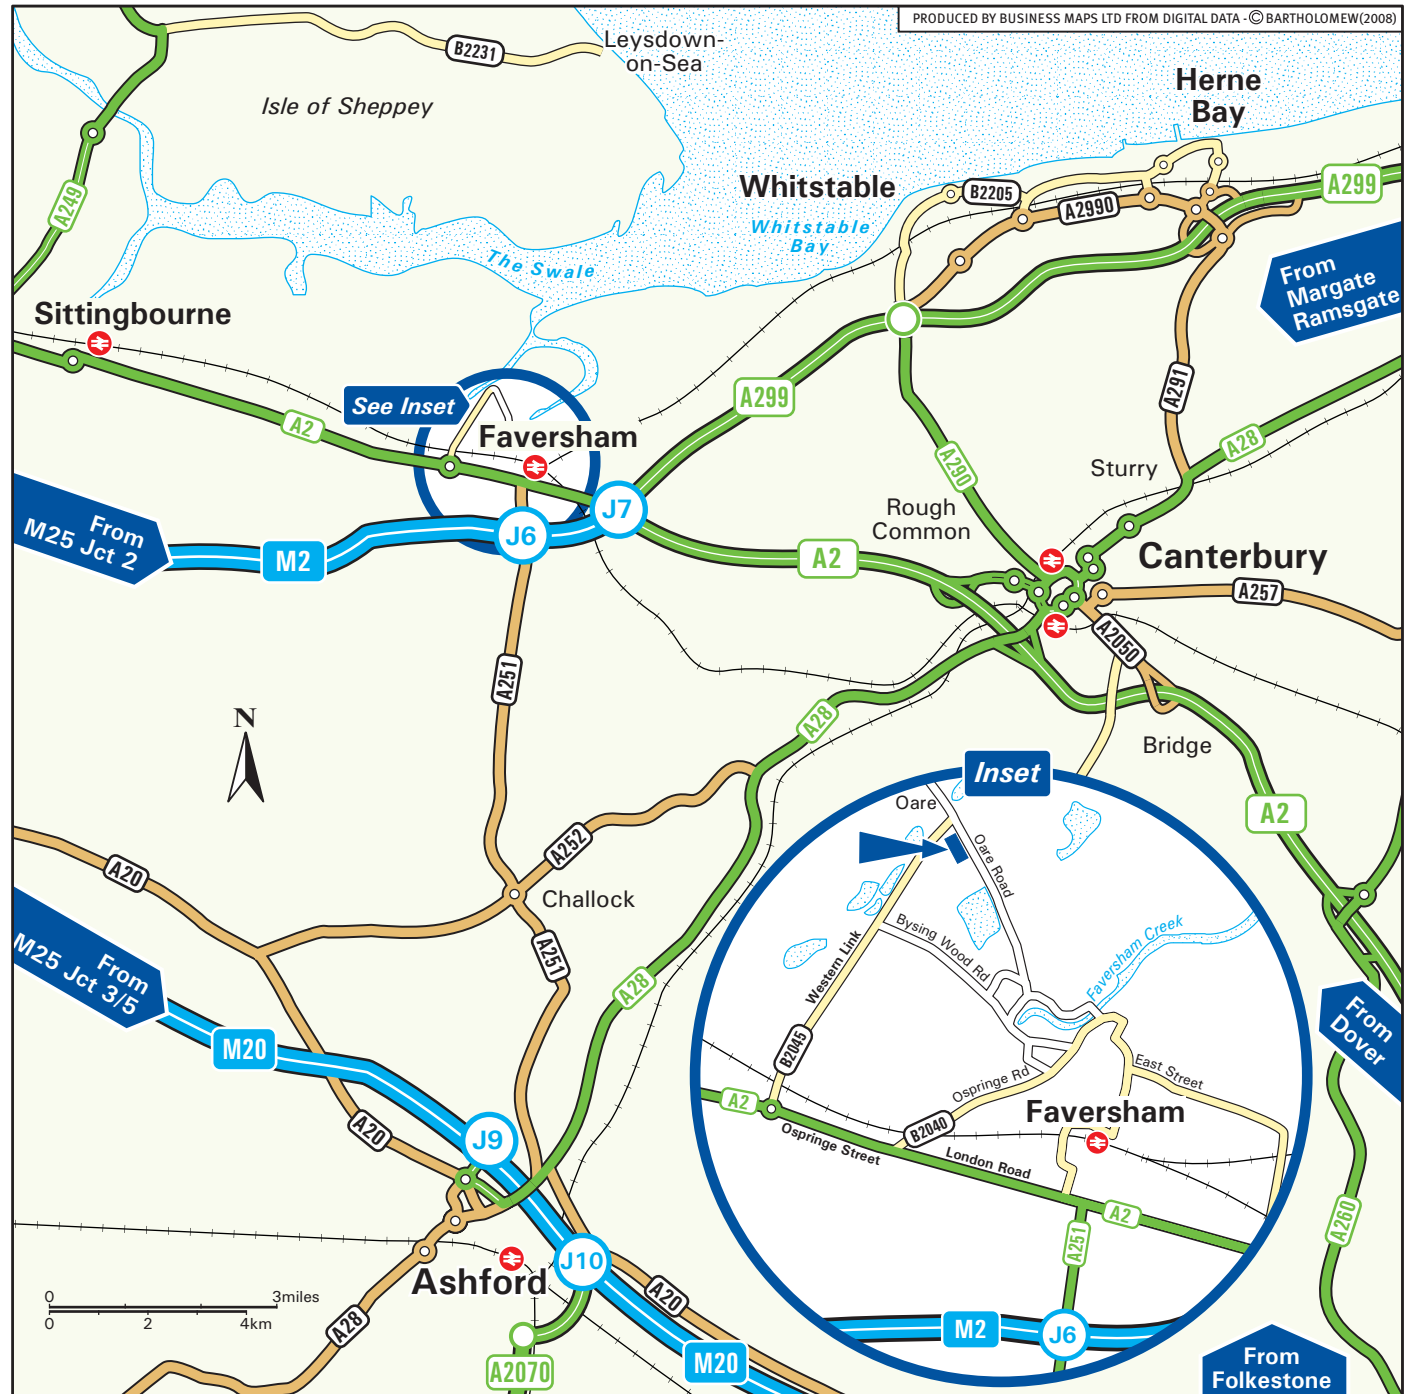 PRODUCED BY BUSINESS MAPS LTD FROM DIGITAL DATA - © BARTHOLOMEW(2008)
Leysdown-
on-Sea
B2231
Isle of Sheppey
Herne
Bay
A249
Whitstable
B2205
A2990
A299
Whitstable
Bay
The Swale
From
Margate
Ramsgate
Sittingbourne
See Inset
A299
A291
A2
Faversham
A290
A28
Sturry
From
M25 Jct 2
M2
J6
J7
Rough
Common
A2
Canterbury
A257
A2050
A251
N
A28
Bridge
Inset
A2
A20
A252
Challock
A251
A28
From
M25 Jct 3/5
M20
Oare
Oare Road
Bysing Wood Rd
Western Link
Faversham Creek
B2045
East Street
Ospringe Rd
Faversham
A2
B2040
Ospringe Street
London Road
A2
A251
M2
J6
From
Dover
A260
A20
J9
J10
Ashford
A20
0
3miles
0
2
4km
A28
A2070
M20
From
Folkestone